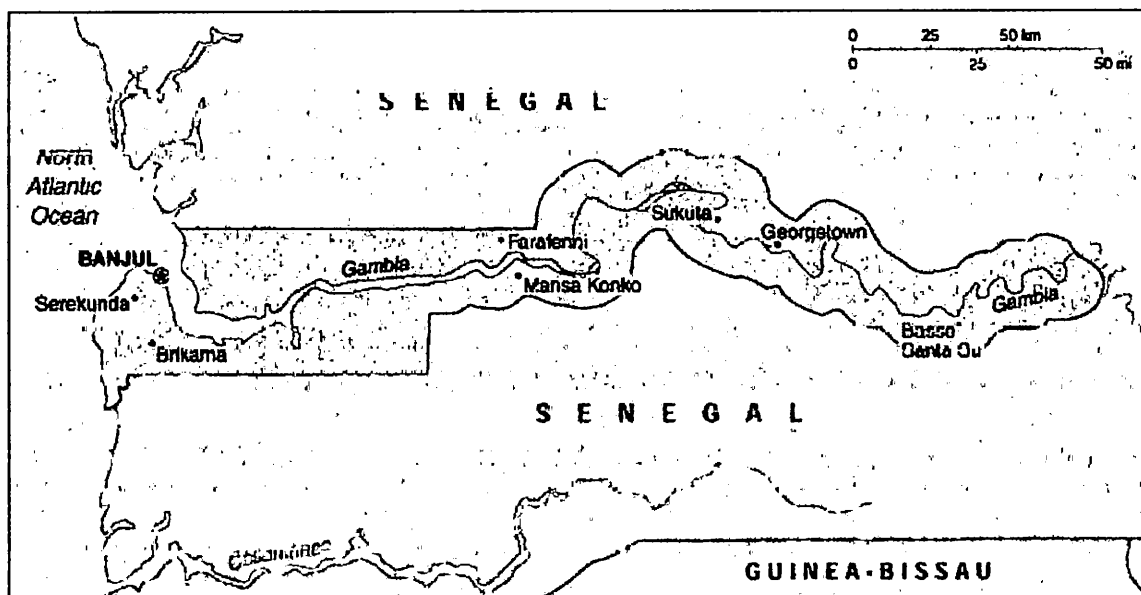 0 25 50 km
0 25 50 mi
SENEGAL
North
Atlantic
Ocean
Sukuta
Georgetown
BANJUL
Farafenni
Gambia
Mansa Konko
Serekunda
Gambia
Brikama
Basse
Santa Su
SENEGAL
Casamance
GUINEA-BISSAU